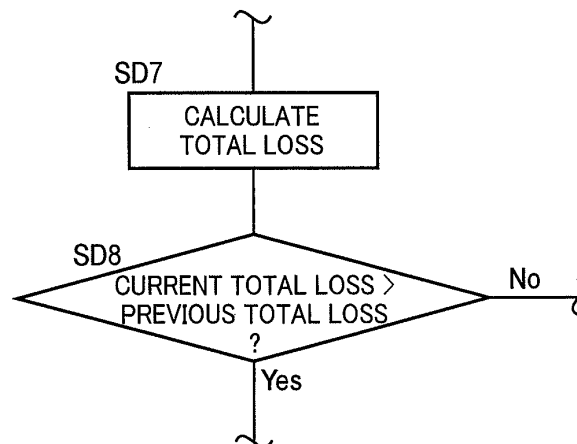 SD7
CALCULATE
TOTAL LOSS
SD8
CURRENT TOTAL LOSS >
PREVIOUS TOTAL LOSS
?
No
Yes